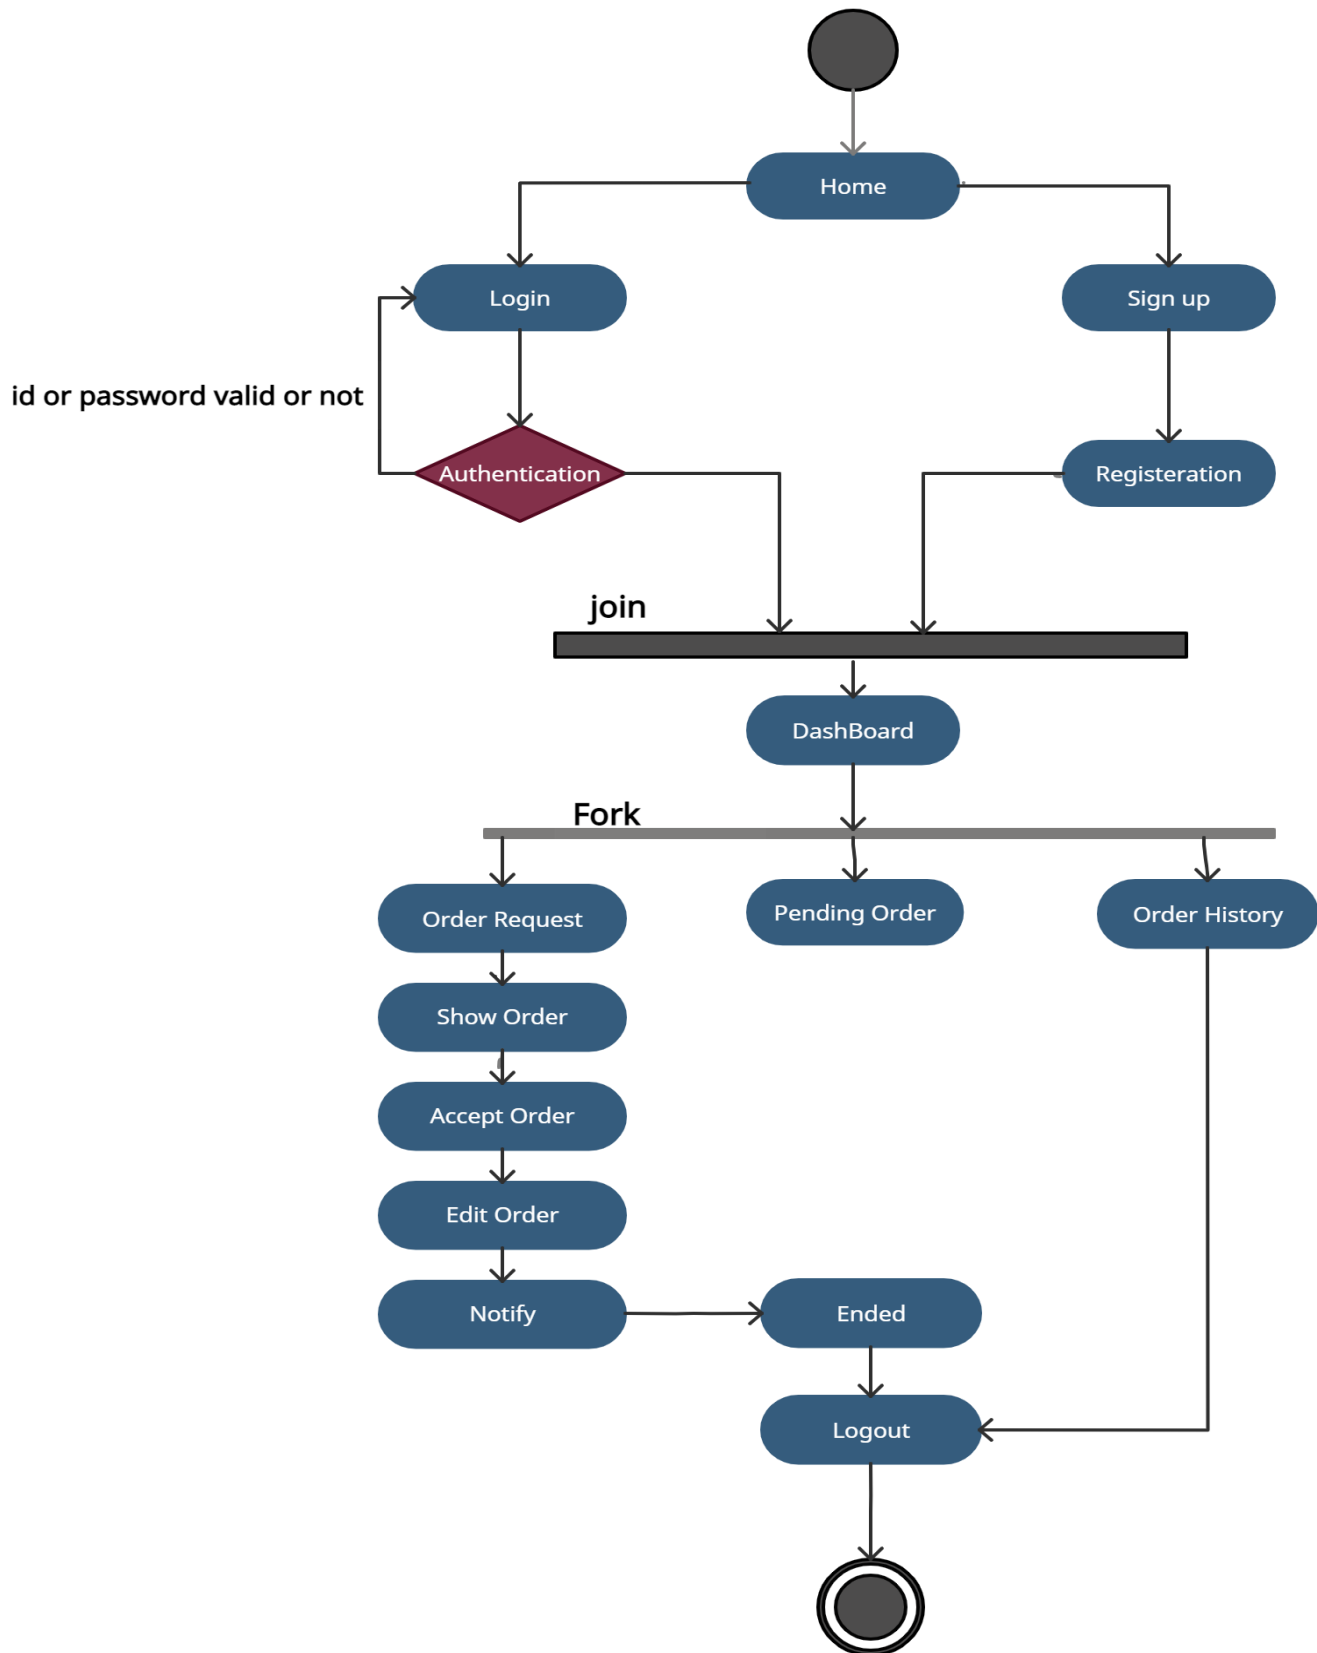 Home
Login
Sign up
id or password valid or not
Authentication
Registeration
join
DashBoard
Fork
Order Request
Pending Order
Order History
Show Order
Accept Order
Edit Order
Notify
Ended
Logout